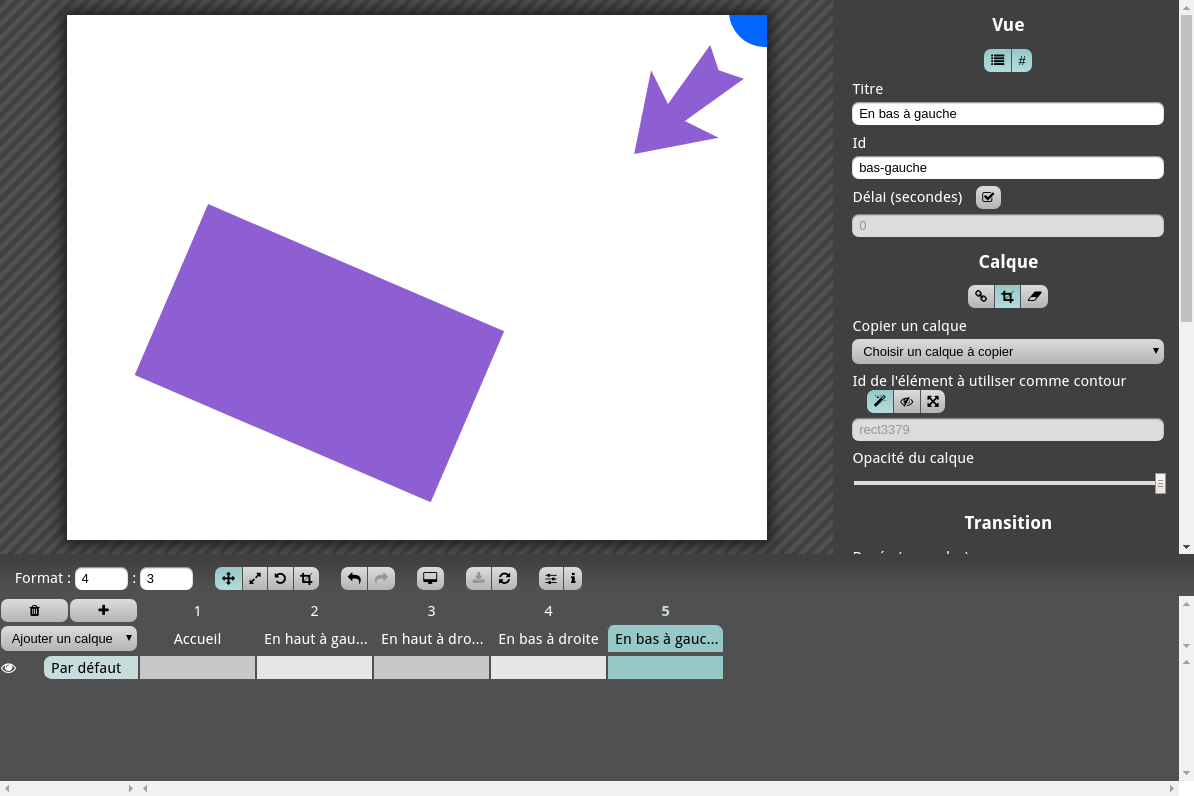 Vue
#
Titre
En bas à gauche
Id
bas-gauche
Délai (secondes)
0
Calque
Copier un calque
Choisir un calque à copier
Id de l'élément à utiliser comme contour
rect3379
Opacité du calque
Transition
Format : 4 : 3
1 2 3 4 5
Ajouter un calque Accueil En haut à gau... En haut à dro... En bas à droite En bas à gauc...
Par défaut